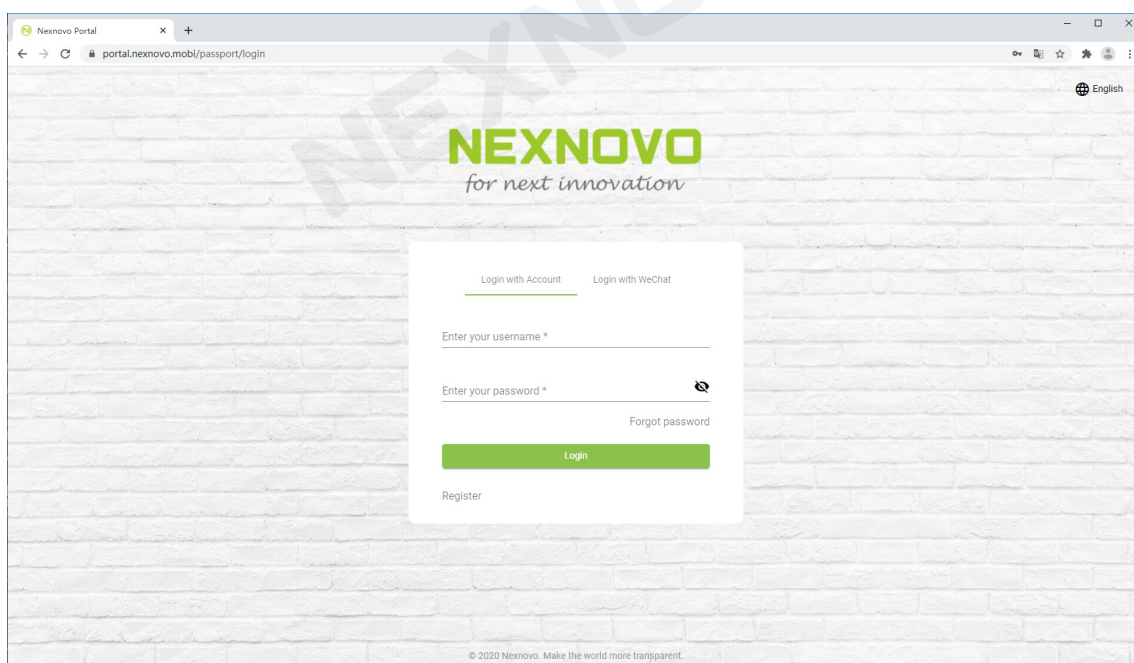 Nexnovo Portal
portal.nexnovo.mobi/passport/login
English
NEXNOVO
for next innovation
Login with Account Login with WeChat
Enter your username *
Enter your password *
Forgot password
Login
Register
© 2020 Nexnovo. Make the world more transparent.